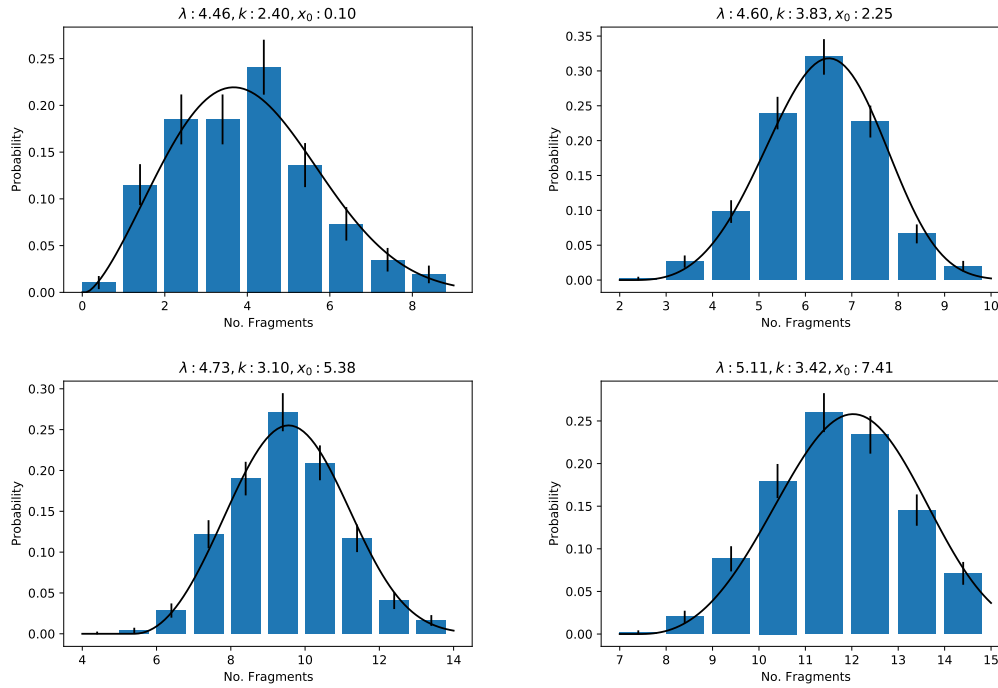 λ : 4.46, k : 2.40, x₀ : 0.10
0.25
0.20
0.15
0.10
0.05
0.00
Probability
0 2 4 6 8
No. Fragments
λ : 4.60, k : 3.83, x₀ : 2.25
0.35
0.30
0.25
0.20
0.15
0.10
0.05
0.00
Probability
2 3 4 5 6 7 8 9 10
No. Fragments
λ : 4.73, k : 3.10, x₀ : 5.38
0.30
0.25
0.20
0.15
0.10
0.05
0.00
Probability
4 6 8 10 12 14
No. Fragments
λ : 5.11, k : 3.42, x₀ : 7.41
0.25
0.20
0.15
0.10
0.05
0.00
Probability
7 8 9 10 11 12 13 14 15
No. Fragments